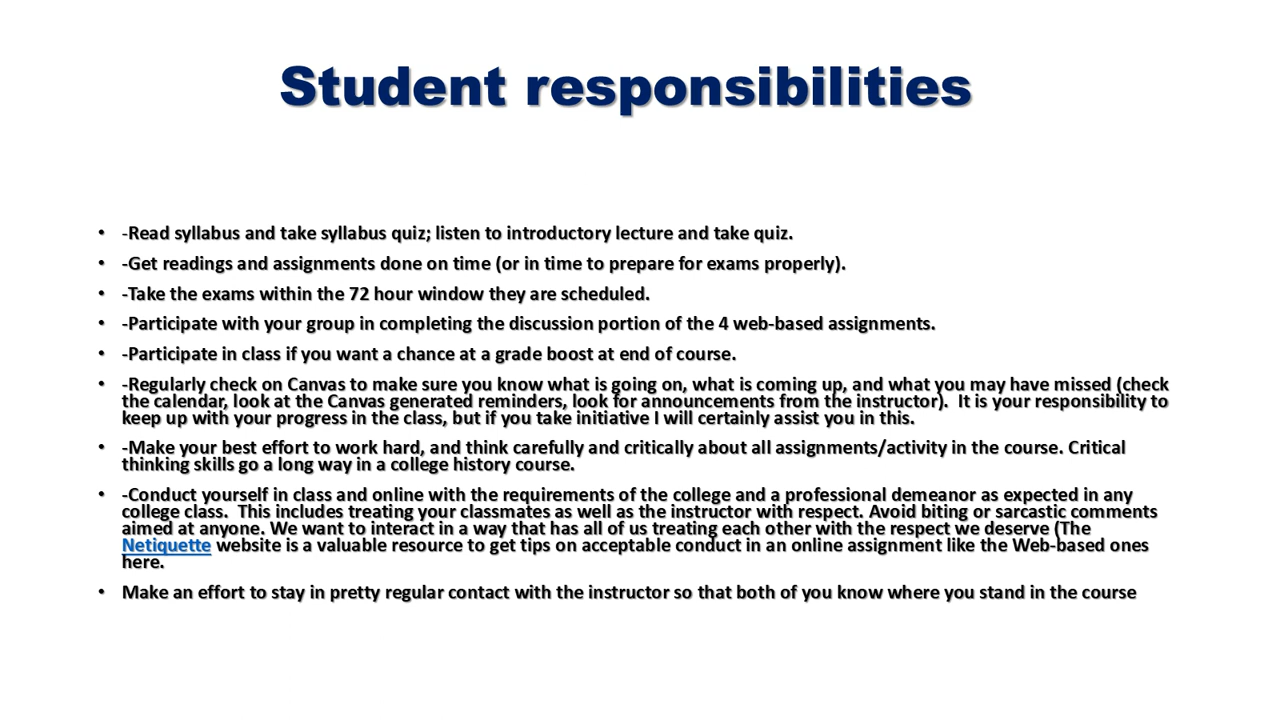 Student responsibilities
• -Read syllabus and take syllabus quiz; listen to introductory lecture and take quiz.
• -Get readings and assignments done on time (or in time to prepare for exams properly).
• -Take the exams within the 72 hour window they are scheduled.
• -Participate with your group in completing the discussion portion of the 4 web-based assignments.
• -Participate in class if you want a chance at a grade boost at end of course.
• -Regularly check on Canvas to make sure you know what is going on, what is coming up, and what you may have missed (check
the calendar, look at the Canvas generated reminders, look for announcements from the instructor).  It is your responsibility to
keep up with your progress in the class, but if you take initiative I will certainly assist you in this.
• -Make your best effort to work hard, and think carefully and critically about all assignments/activity in the course. Critical
thinking skills go a long way in a college history course.
• -Conduct yourself in class and online with the requirements of the college and a professional demeanor as expected in any
college class.  This includes treating your classmates as well as the instructor with respect. Avoid biting or sarcastic comments
aimed at anyone. We want to interact in a way that has all of us treating each other with the respect we deserve (The
Netiquette website is a valuable resource to get tips on acceptable conduct in an online assignment like the Web-based ones
here.
• Make an effort to stay in pretty regular contact with the instructor so that both of you know where you stand in the course